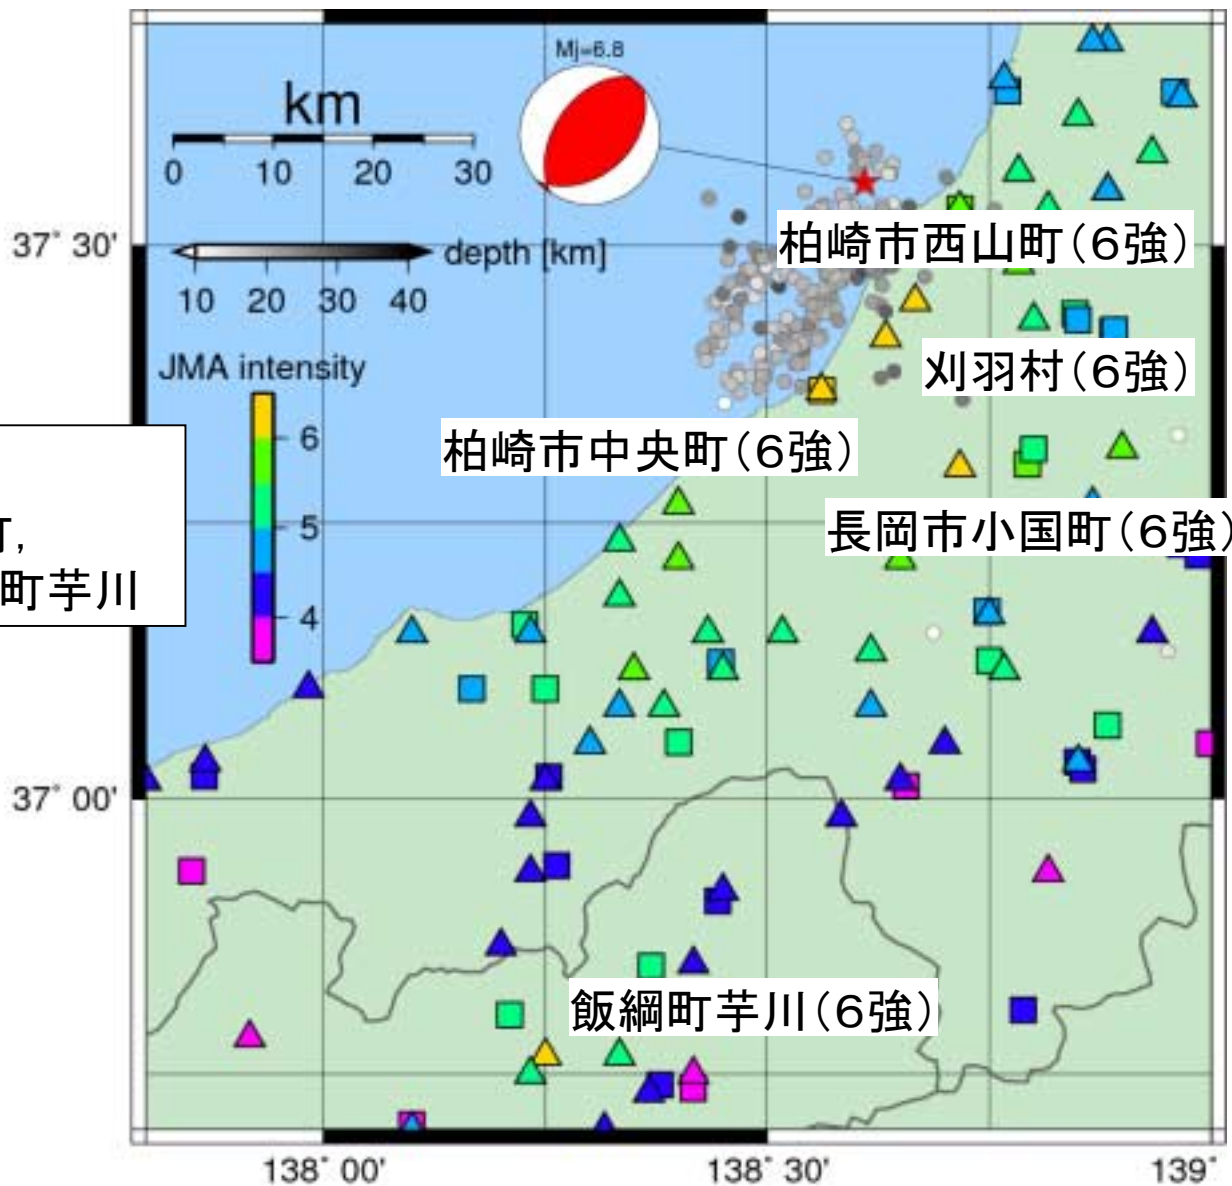 Mj=6.8
km
0 10 20 30
37° 30'
depth [km]
10 20 30 40
柏崎市西山町（６強）
JMA intensity
刈羽村（６強）
6
柏崎市中央町（６強）
5
長岡市小国町（６強）
町芋川
4
37° 00'
飯綱町芋川（６強）
138° 00' 138° 30' 139°